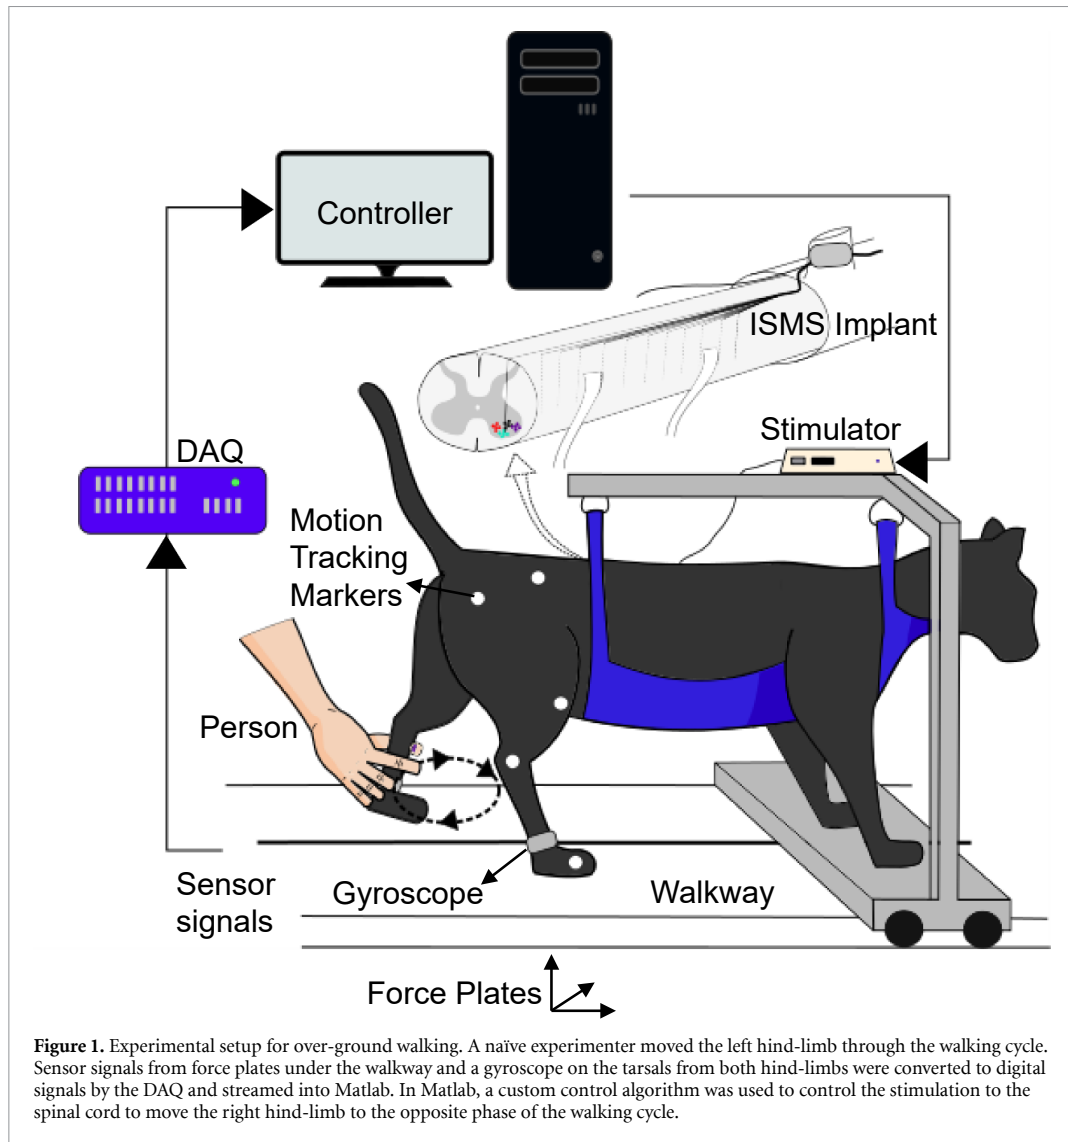 Controller
ISMS Implant
Stimulator
DAQ
Motion
Tracking
Markers
Person
Sensor
signals
Gyroscope
Walkway
Force Plates
Figure 1. Experimental setup for over-ground walking. A naïve experimenter moved the left hind-limb through the walking cycle.
Sensor signals from force plates under the walkway and a gyroscope on the tarsals from both hind-limbs were converted to digital
signals by the DAQ and streamed into Matlab. In Matlab, a custom control algorithm was used to control the stimulation to the
spinal cord to move the right hind-limb to the opposite phase of the walking cycle.